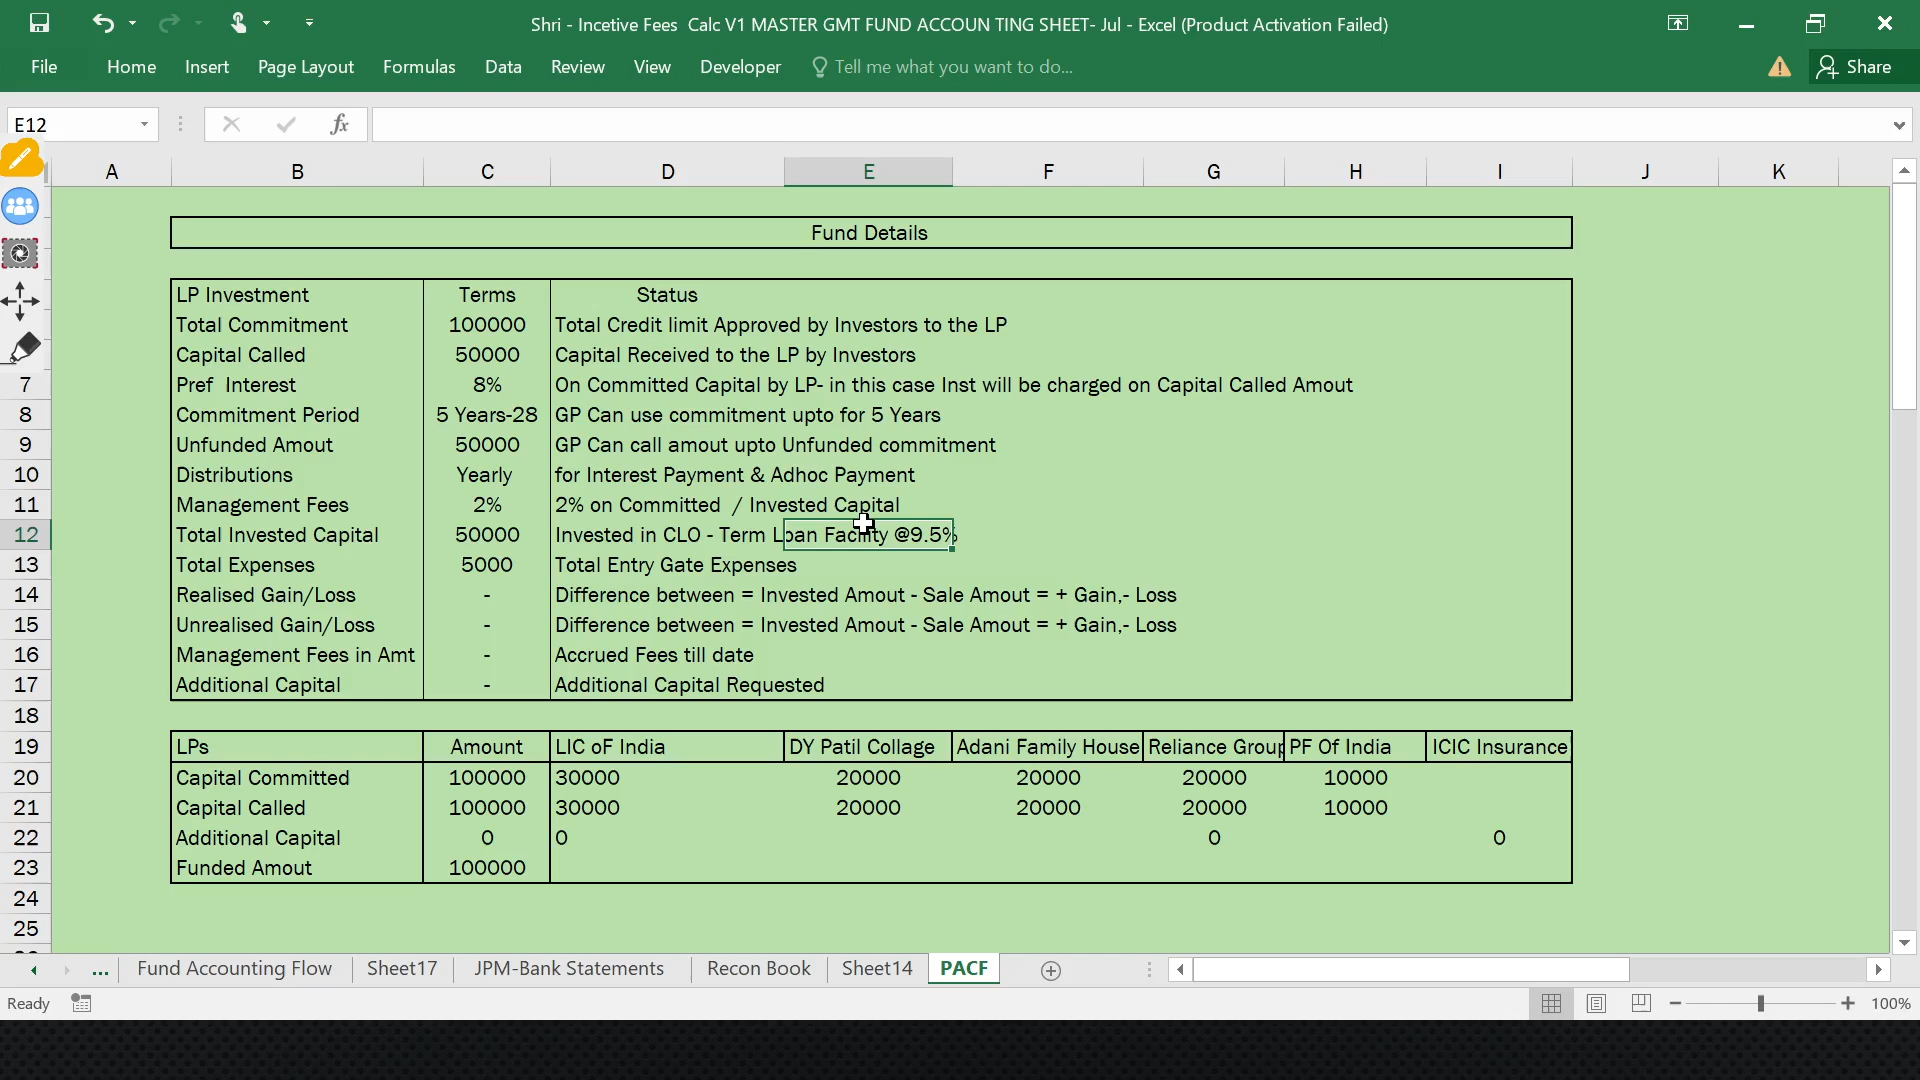 Shri - Incetive Fees Calc V1 MASTER GMT FUND ACCOUN TING SHEET- Jul - Excel (Product Activation Failed)
File Home Insert Page Layout Formulas Data Review View Developer Tell me what you want to do... Share
E12 fx
A B C D E F G H I J K
Fund Details
LP Investment Terms Status
Total Commitment 100000 Total Credit limit Approved by Investors to the LP
Capital Called 50000 Capital Received to the LP by Investors
7 Pref Interest 8% On Committed Capital by LP- in this case Inst will be charged on Capital Called Amout
8 Commitment Period 5 Years-28 GP Can use commitment upto for 5 Years
9 Unfunded Amout 50000 GP Can call amout upto Unfunded commitment
10 Distributions Yearly for Interest Payment & Adhoc Payment
11 Management Fees 2% 2% on Committed / Invested Capital
12 Total Invested Capital 50000 Invested in CLO - Term Loan Facility @9.5%
13 Total Expenses 5000 Total Entry Gate Expenses
14 Realised Gain/Loss - Difference between = Invested Amout - Sale Amout = + Gain,- Loss
15 Unrealised Gain/Loss - Difference between = Invested Amout - Sale Amout = + Gain,- Loss
16 Management Fees in Amt - Accrued Fees till date
17 Additional Capital - Additional Capital Requested
18
19 LPs Amount LIC oF India DY Patil Collage Adani Family House Reliance Group PF Of India ICIC Insurance
20 Capital Committed 100000 30000 20000 20000 20000 10000
21 Capital Called 100000 30000 20000 20000 20000 10000
22 Additional Capital 0 0 0 0
23 Funded Amout 100000
24
25
... Fund Accounting Flow Sheet17 JPM-Bank Statements Recon Book Sheet14 PACF
Ready 100%